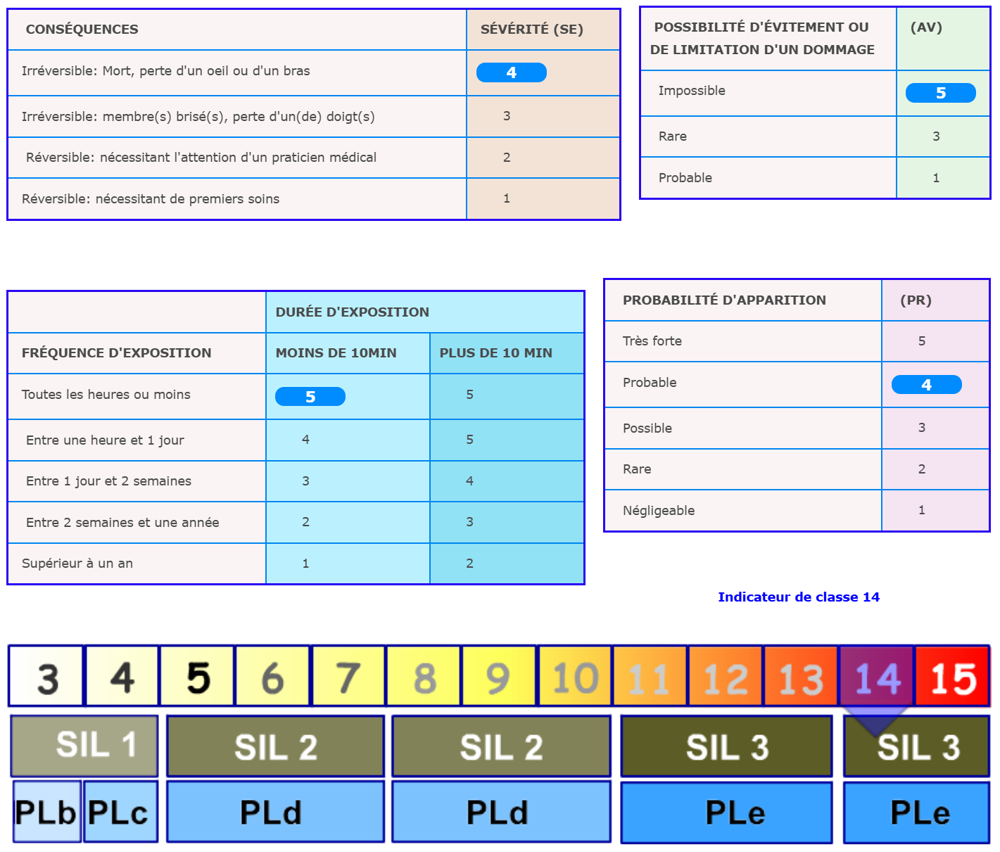 CONSÉQUENCES SÉVÉRITÉ (SE)
Irréversible: Mort, perte d'un oeil ou d'un bras 4
Irréversible: membre(s) brisé(s), perte d'un(de) doigt(s) 3
Réversible: nécessitant l'attention d'un praticien médical 2
Réversible: nécessitant de premiers soins 1
POSSIBILITÉ D'ÉVITEMENT OU (AV)
DE LIMITATION D'UN DOMMAGE
Impossible 5
Rare 3
Probable 1
DURÉE D'EXPOSITION
FRÉQUENCE D'EXPOSITION MOINS DE 10MIN PLUS DE 10 MIN
Toutes les heures ou moins 5 5
Entre une heure et 1 jour 4 5
Entre 1 jour et 2 semaines 3 4
Entre 2 semaines et une année 2 3
Supérieur à un an 1 2
PROBABILITÉ D'APPARITION (PR)
Très forte 5
Probable 4
Possible 3
Rare 2
Négligeable 1
Indicateur de classe 14
3 4 5 6 7 8 9 10 11 12 13 14 15
SIL 1 SIL 2 SIL 2 SIL 3 SIL 3
PLb PLc PLd PLd PLe PLe